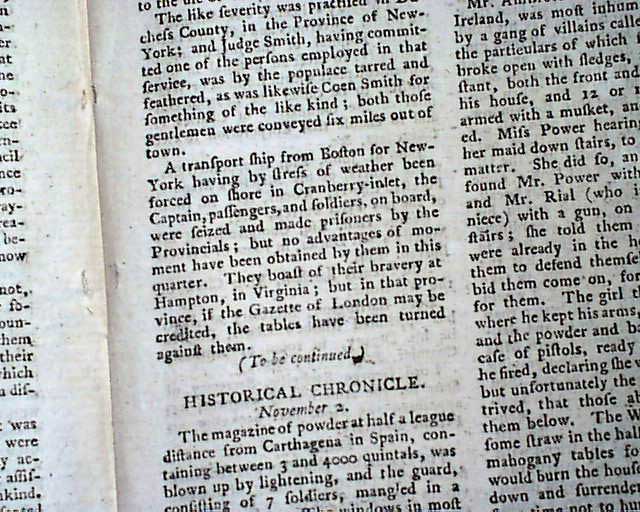 The like severity was practised in Du-
chess County, in the Province of New-
York; and Judge Smith, having commit-
ted one of the persons employed in that
service, was by the populace tarred and
feathered, as was likewise Coen Smith for
something of the like kind; both those
gentlemen were conveyed six miles out of
town.
A transport ship from Boston for New-
York having by stress of weather been
forced on shore in Cranberry-inlet, the
Captain, passengers, and soldiers, on board,
were seized and made prisoners by the
Provincials; but no advantages of mo-
ment have been obtained by them in this
quarter. They boast of their bravery at
Hampton, in Virginia; but in that pro-
vince, if the Gazette of London may be
credited, the tables have been turned
against them.
(To be continued.)
HISTORICAL CHRONICLE.
November 2.
The magazine of powder at half a league
distance from Carthagena in Spain, con-
taining between 3 and 4000 quintals, was
blown up by lightening, and the guard,
consisting of 7 soldiers, mangled in a
The windows in most
Ireland, was most inhum
by a gang of villains calle
the particulars of which
broke open with sledges,
stant, both the front and
his house, and 12 or
armed with a musket, an
ed. Miss Power hearin
her maid down stairs, to
matter. She did so, an
found Mr. Power with
and Mr. Rial (who i
niece) with a gun, on
stairs; she told them
were already in the h
them to defend themse
bid them come on, for
for them. The girl t
where he kept his arms,
and the powder and b
case of pistols, ready
he fired, declaring he w
but unfortunately the
trived, that those a
them below. The W
some straw in the hall
mahogany tables fo
would burn the house
down and surrender
time not to hu